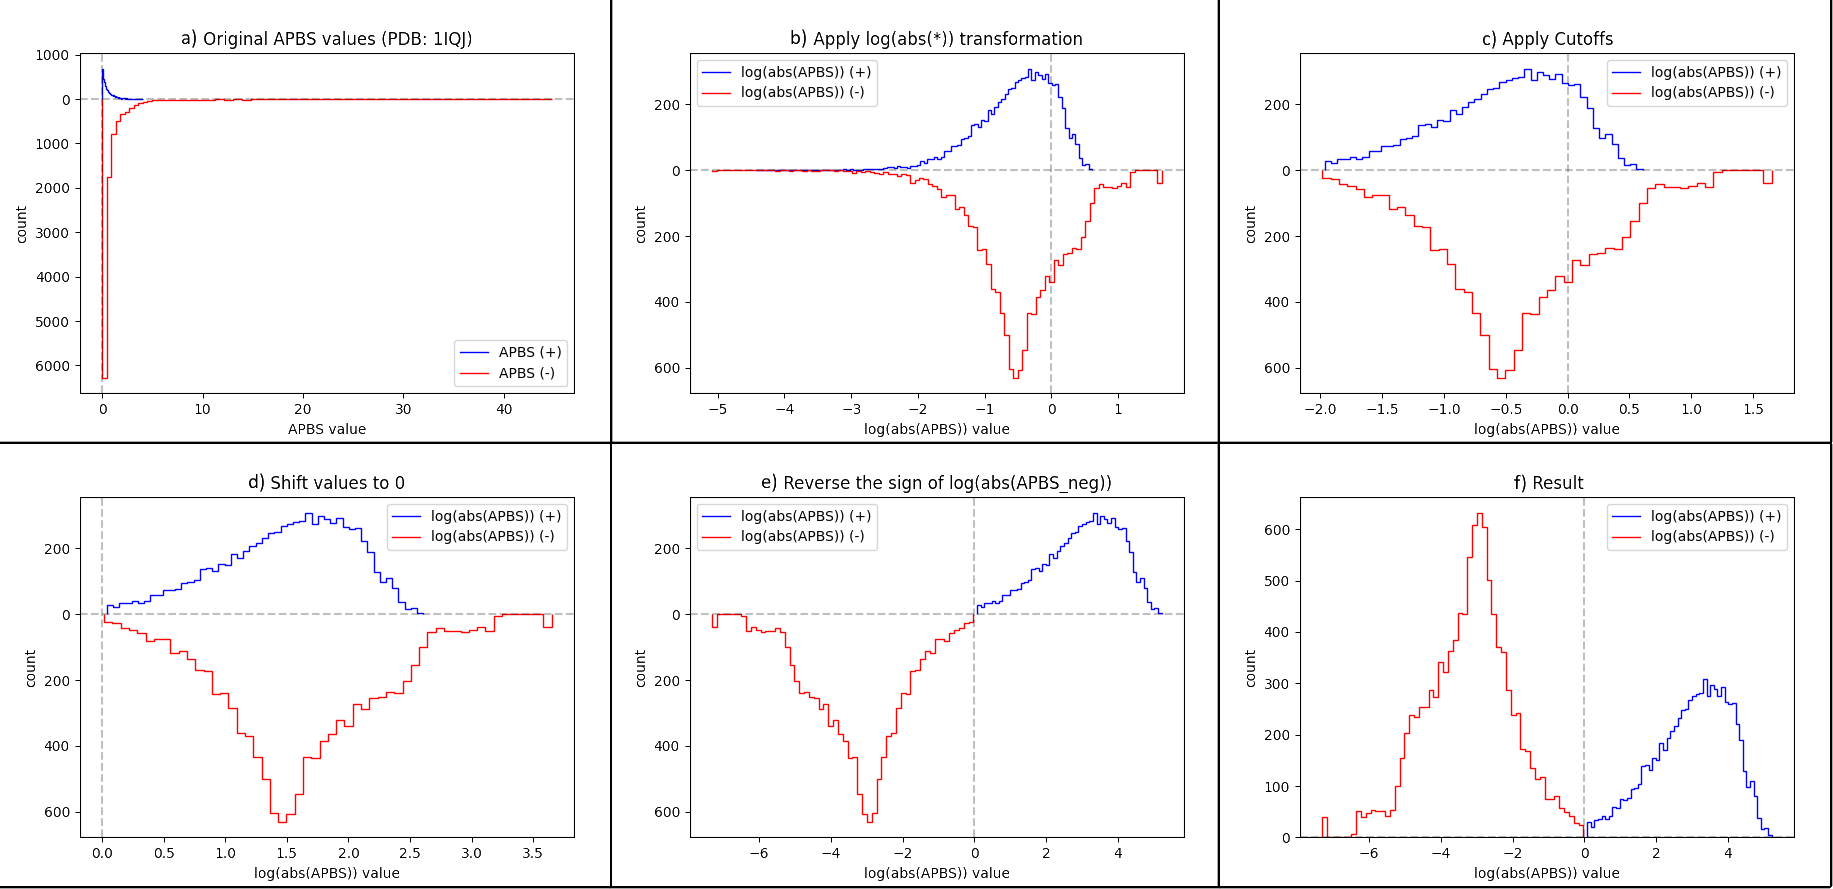 a) Original APBS values (PDB: 1IQJ)
1000
0
1000
2000
3000
4000
5000
6000
count
APBS (+)
APBS (-)
0 10 20 30 40
APBS value
b) Apply log(abs(*)) transformation
log(abs(APBS)) (+)
log(abs(APBS)) (-)
200
0
200
400
600
count
−5 −4 −3 −2 −1 0 1
log(abs(APBS)) value
c) Apply Cutoffs
log(abs(APBS)) (+)
log(abs(APBS)) (-)
200
0
200
400
600
count
−2.0 −1.5 −1.0 −0.5 0.0 0.5 1.0 1.5
log(abs(APBS)) value
d) Shift values to 0
log(abs(APBS)) (+)
log(abs(APBS)) (-)
200
0
200
400
600
count
0.0 0.5 1.0 1.5 2.0 2.5 3.0 3.5
log(abs(APBS)) value
e) Reverse the sign of log(abs(APBS_neg))
log(abs(APBS)) (+)
log(abs(APBS)) (-)
200
0
200
400
600
count
−6 −4 −2 0 2 4
log(abs(APBS)) value
f) Result
log(abs(APBS)) (+)
log(abs(APBS)) (-)
600
500
400
300
200
100
0
count
−6 −4 −2 0 2 4
log(abs(APBS)) value